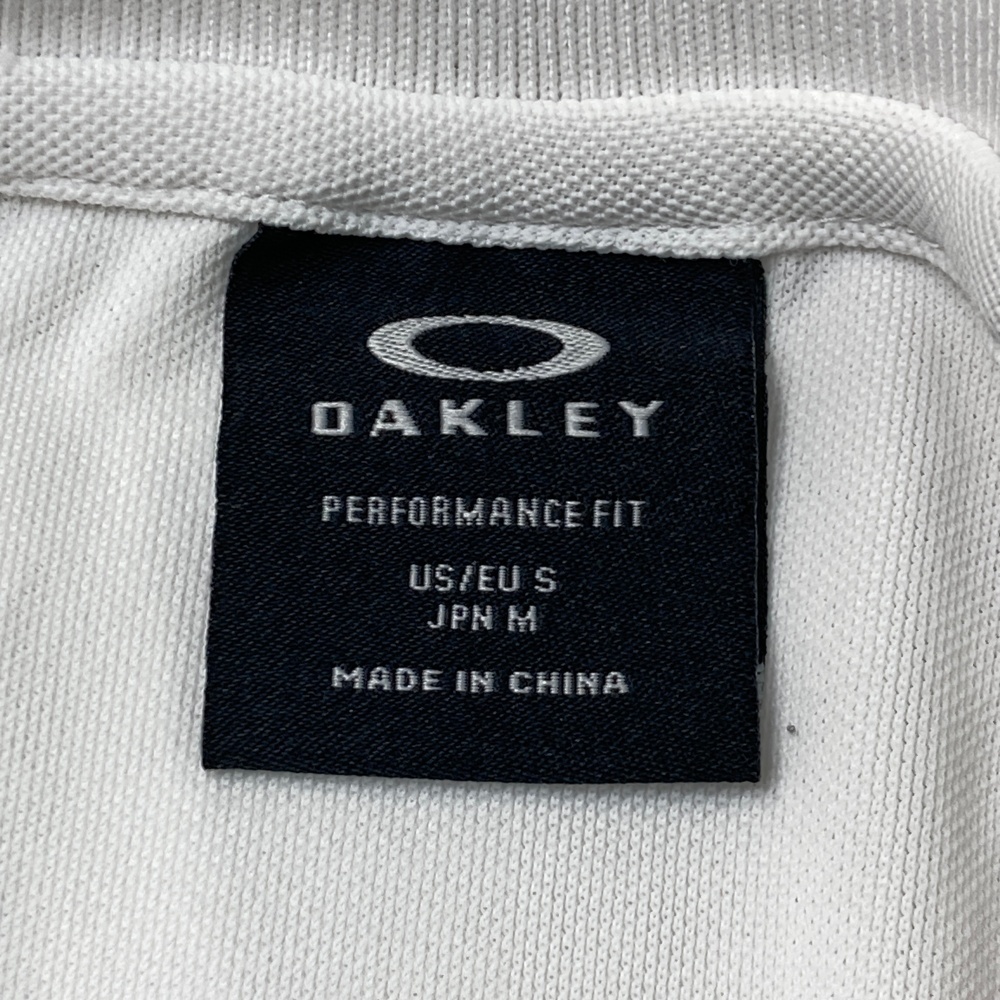 OAKLEY
PERFORMANCE FIT
US/EU S
JPN M
MADE IN CHINA